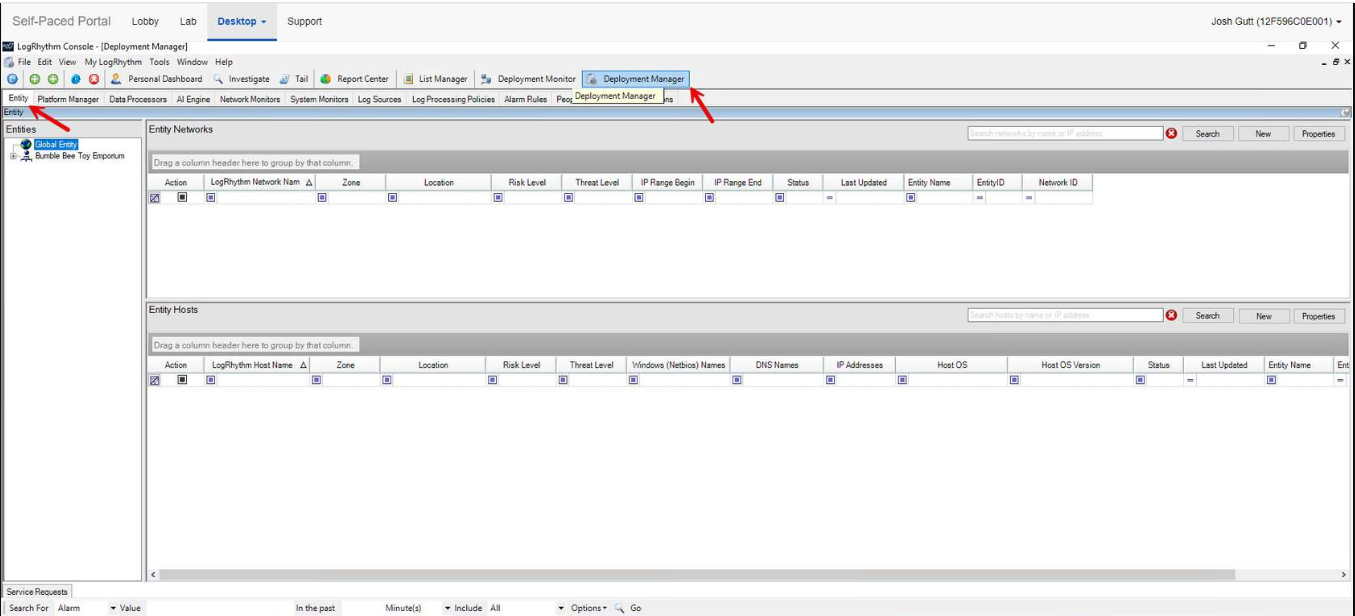 Self-Paced Portal Lobby Lab Desktop Support Josh Gutt (12F596C0E001)
LogRhythm Console - [Deployment Manager]
File Edit View My LogRhythm Tools Window Help
Personal Dashboard Investigate Tail Report Center List Manager Deployment Monitor Deployment Manager
Entity Platform Manager Data Processors AI Engine Network Monitors System Monitors Log Sources Log Processing Policies Alarm Rules Deployment Manager
Entity
Entities Entity Networks Search networks by name or IP address Search New Properties
Global Entity
Bumble Bee Toy Emporium
Drag a column header here to group by that column.
Action LogRhythm Network Nam Zone Location Risk Level Threat Level IP Range Begin IP Range End Status Last Updated Entity Name EntityID Network ID
= = =
Entity Hosts Search hosts by name or IP address Search New Properties
Drag a column header here to group by that column.
Action LogRhythm Host Name Zone Location Risk Level Threat Level Windows (Netbios) Names DNS Names IP Addresses Host OS Host OS Version Status Last Updated Entity Name Ent
= =
Service Requests
Search For Alarm Value In the past Minute(s) Include All Options Go